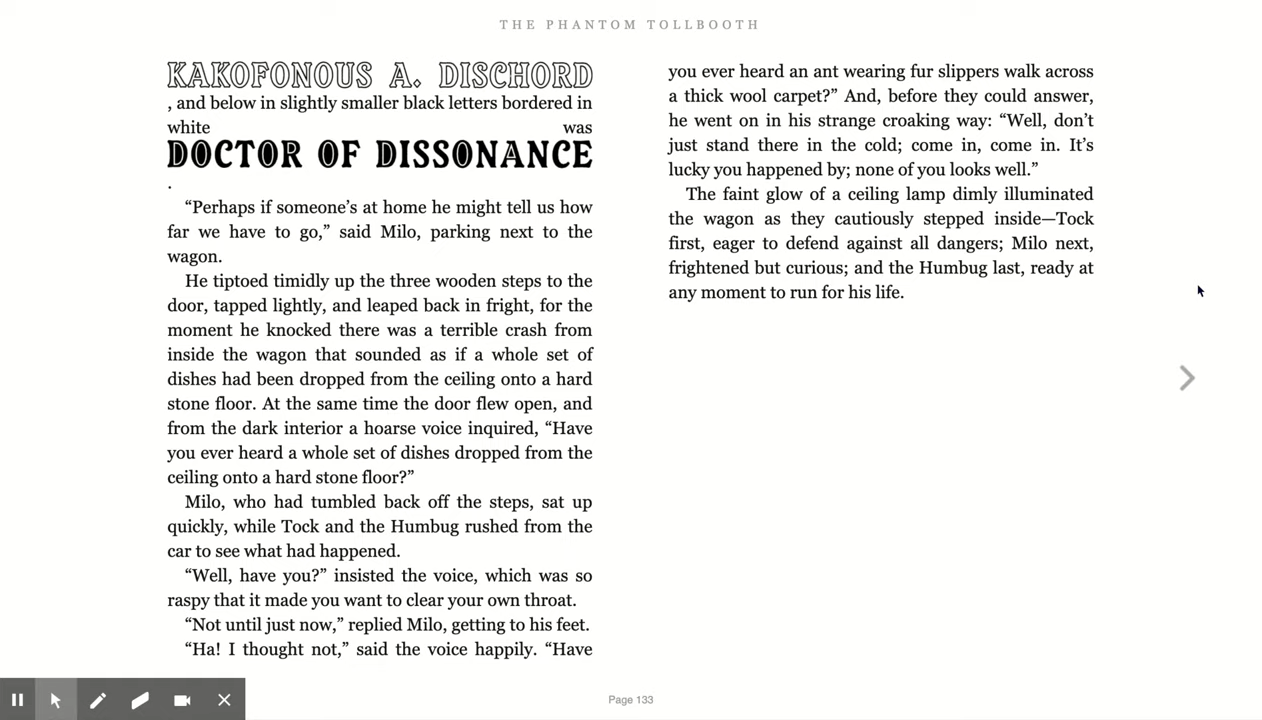 THE PHANTOM TOLLBOOTH
KAKOFONOUS A. DISCHORD
, and below in slightly smaller black letters bordered in
white was
DOCTOR OF DISSONANCE
.
“Perhaps if someone’s at home he might tell us how
far we have to go,” said Milo, parking next to the
wagon.
He tiptoed timidly up the three wooden steps to the
door, tapped lightly, and leaped back in fright, for the
moment he knocked there was a terrible crash from
inside the wagon that sounded as if a whole set of
dishes had been dropped from the ceiling onto a hard
stone floor. At the same time the door flew open, and
from the dark interior a hoarse voice inquired, “Have
you ever heard a whole set of dishes dropped from the
ceiling onto a hard stone floor?”
Milo, who had tumbled back off the steps, sat up
quickly, while Tock and the Humbug rushed from the
car to see what had happened.
“Well, have you?” insisted the voice, which was so
raspy that it made you want to clear your own throat.
“Not until just now,” replied Milo, getting to his feet.
“Ha! I thought not,” said the voice happily. “Have
you ever heard an ant wearing fur slippers walk across
a thick wool carpet?” And, before they could answer,
he went on in his strange croaking way: “Well, don’t
just stand there in the cold; come in, come in. It’s
lucky you happened by; none of you looks well.”
The faint glow of a ceiling lamp dimly illuminated
the wagon as they cautiously stepped inside—Tock
first, eager to defend against all dangers; Milo next,
frightened but curious; and the Humbug last, ready at
any moment to run for his life.
Page 133